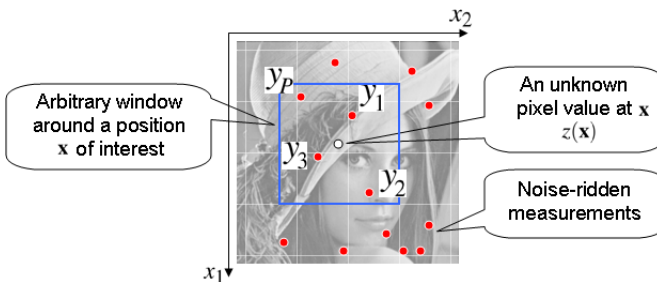 x₂
Arbitrary window
around a position
x of interest
y_P
y₁
y₃
y₂
An unknown
pixel value at x
z(x)
Noise-ridden
measurements
x₁